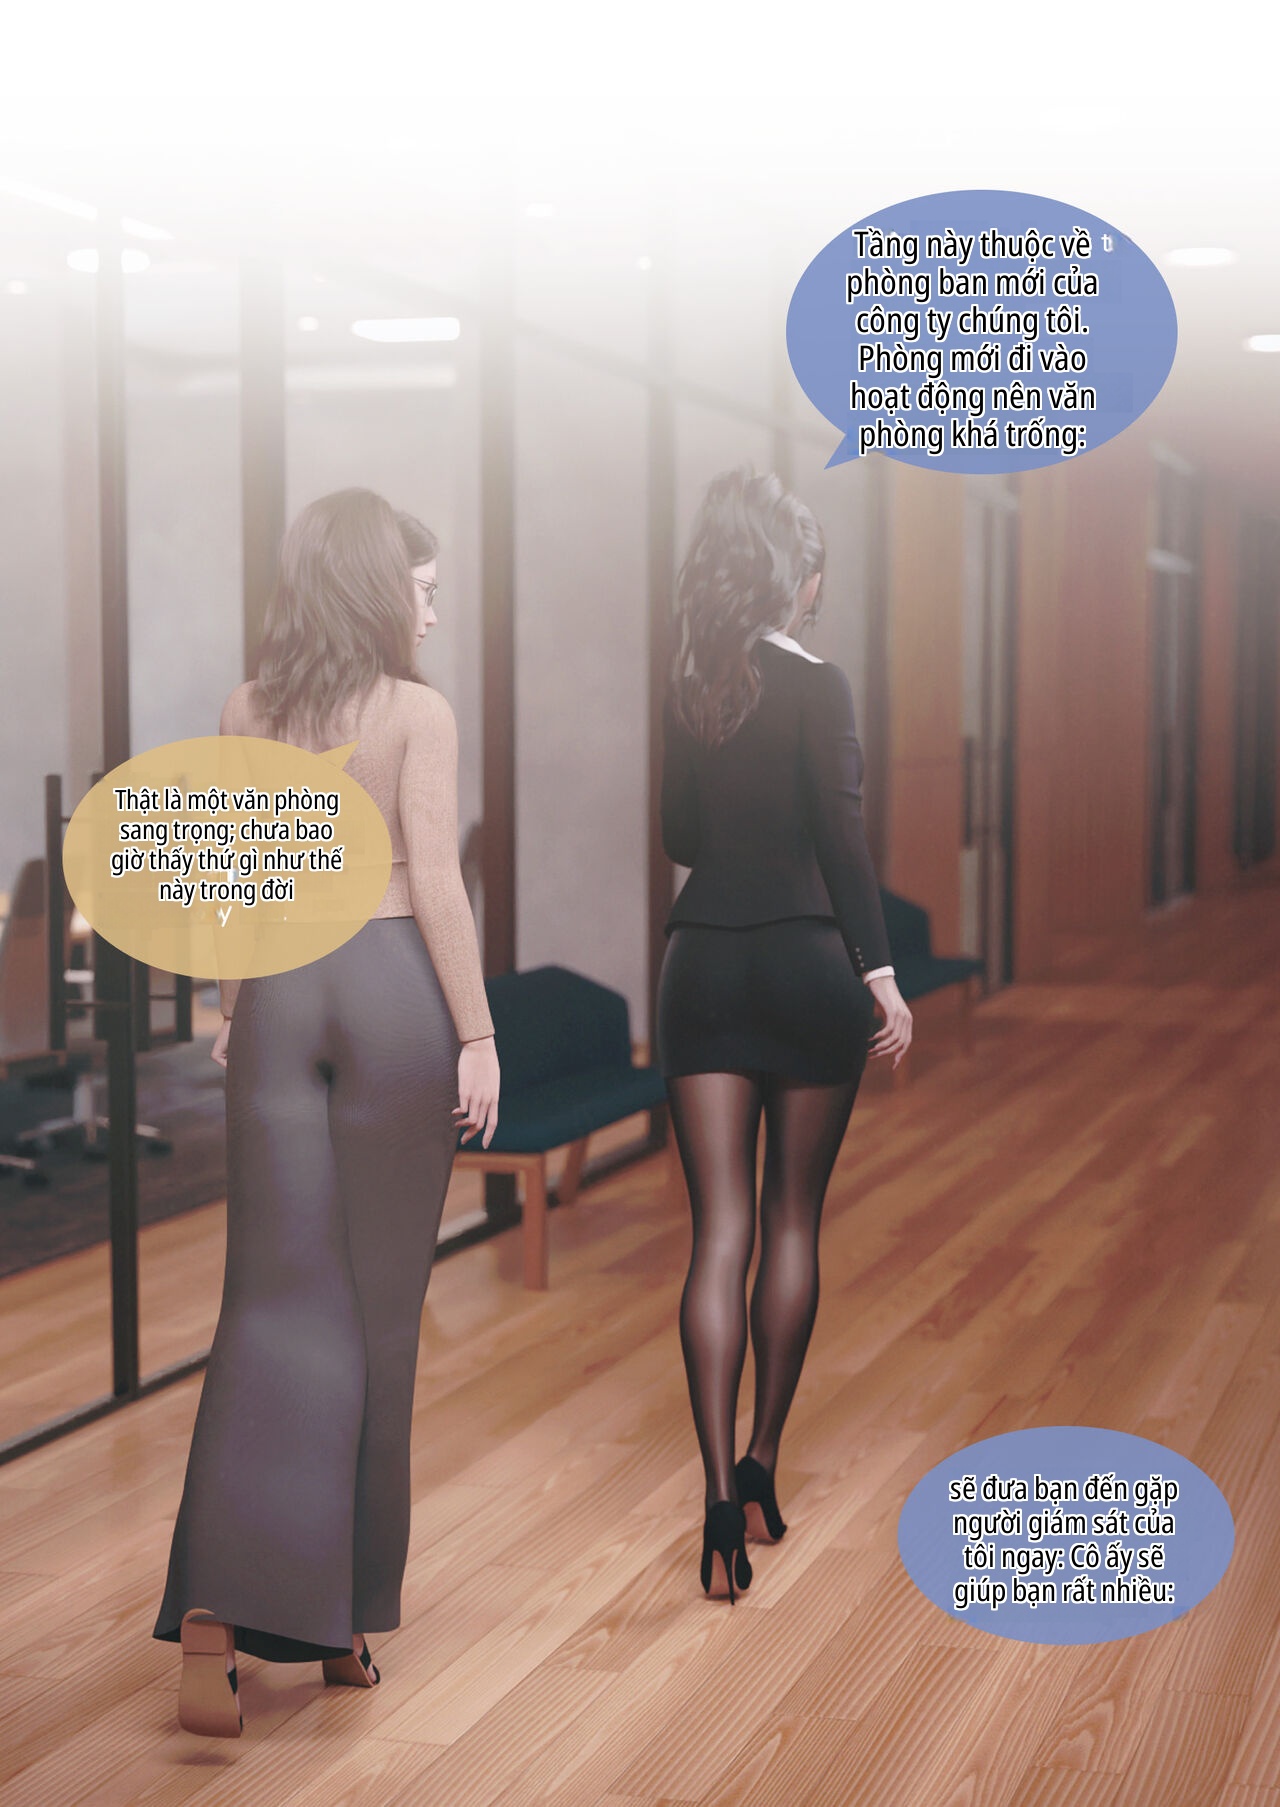 Tầng này thuộc về
phòng ban mới của
công ty chúng tôi.
Phòng mới đi vào
hoạt động nên văn
phòng khá trống:
Thật là một văn phòng
sang trọng; chưa bao
giờ thấy thứ gì như thế
này trong đời
sẽ đưa bạn đến gặp
người giám sát của
tôi ngay: Cô ấy sẽ
giúp bạn rất nhiều: